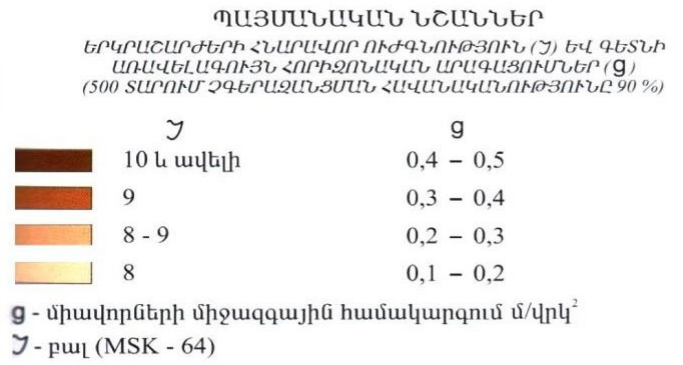 ՊԱՅՄԱՆԱԿԱՆ ՆՇԱՆՆԵՐ
ԵՐԿՐԱՇԱՐԺԵՐԻ ՀՆԱՐԱՎՈՐ ՈՒԺԳՆՈՒԹՅՈՒՆ (J) ԵՎ ԳԵՏՆԻ
ԱՌԱՎԵԼԱԳՈՒՅՆ ՀՈՐԻԶՈՆԱԿԱՆ ԱՐԱԳԱՑՈՒՄՆԵՐ (g)
(500 ՏԱՐՈՒՄ ՉԳԵՐԱԶԱՆՑՄԱՆ ՀԱՎԱՆԱԿԱՆՈՒԹՅՈՒՆԸ 90 %)
J g
10 և ավելի 0,4 – 0,5
9 0,3 – 0,4
8 - 9 0,2 – 0,3
8 0,1 – 0,2
g - միավորների միջազգային համակարգում մ/վրկ²
J - բալ (MSK - 64)